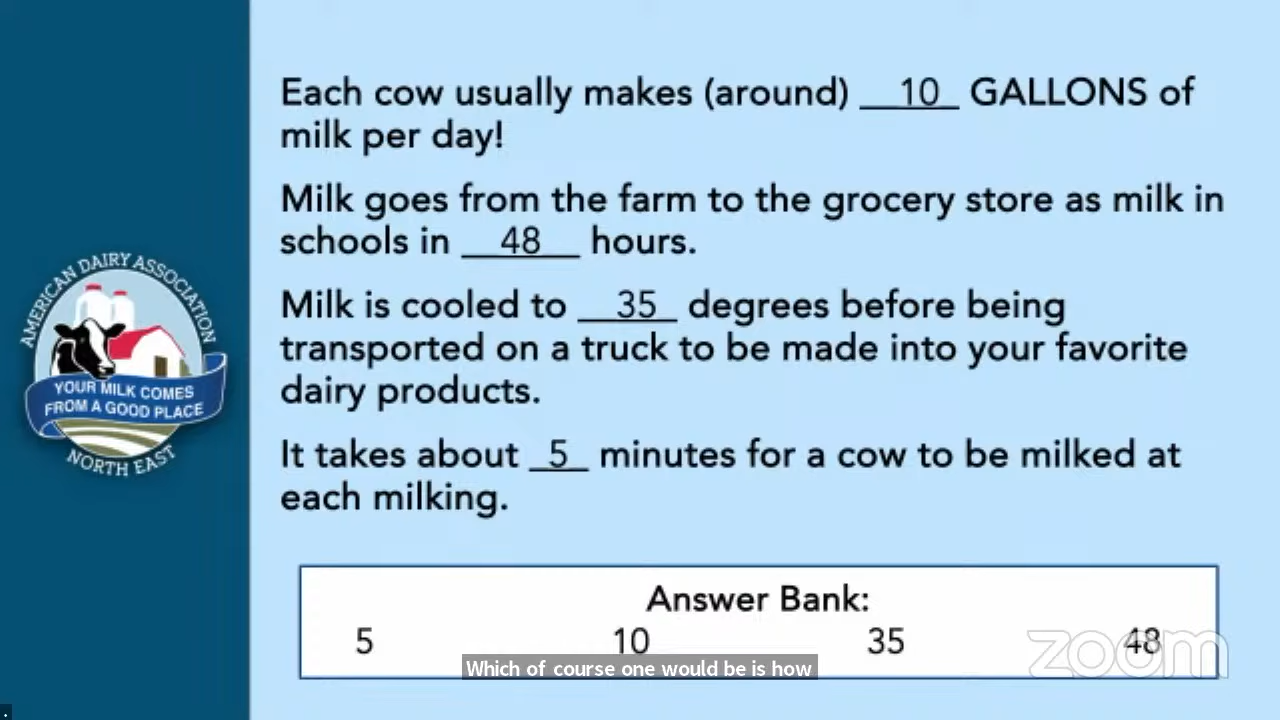 Each cow usually makes (around) __10_ GALLONS of
milk per day!
Milk goes from the farm to the grocery store as milk in
schools in __48__ hours.
Milk is cooled to __35_ degrees before being
transported on a truck to be made into your favorite
dairy products.
It takes about _5_ minutes for a cow to be milked at
each milking.
AMERICAN DAIRY ASSOCIATION
YOUR MILK COMES
FROM A GOOD PLACE
NORTH EAST
Answer Bank:
5 10 35 48
zoom
Which of course one would be is how